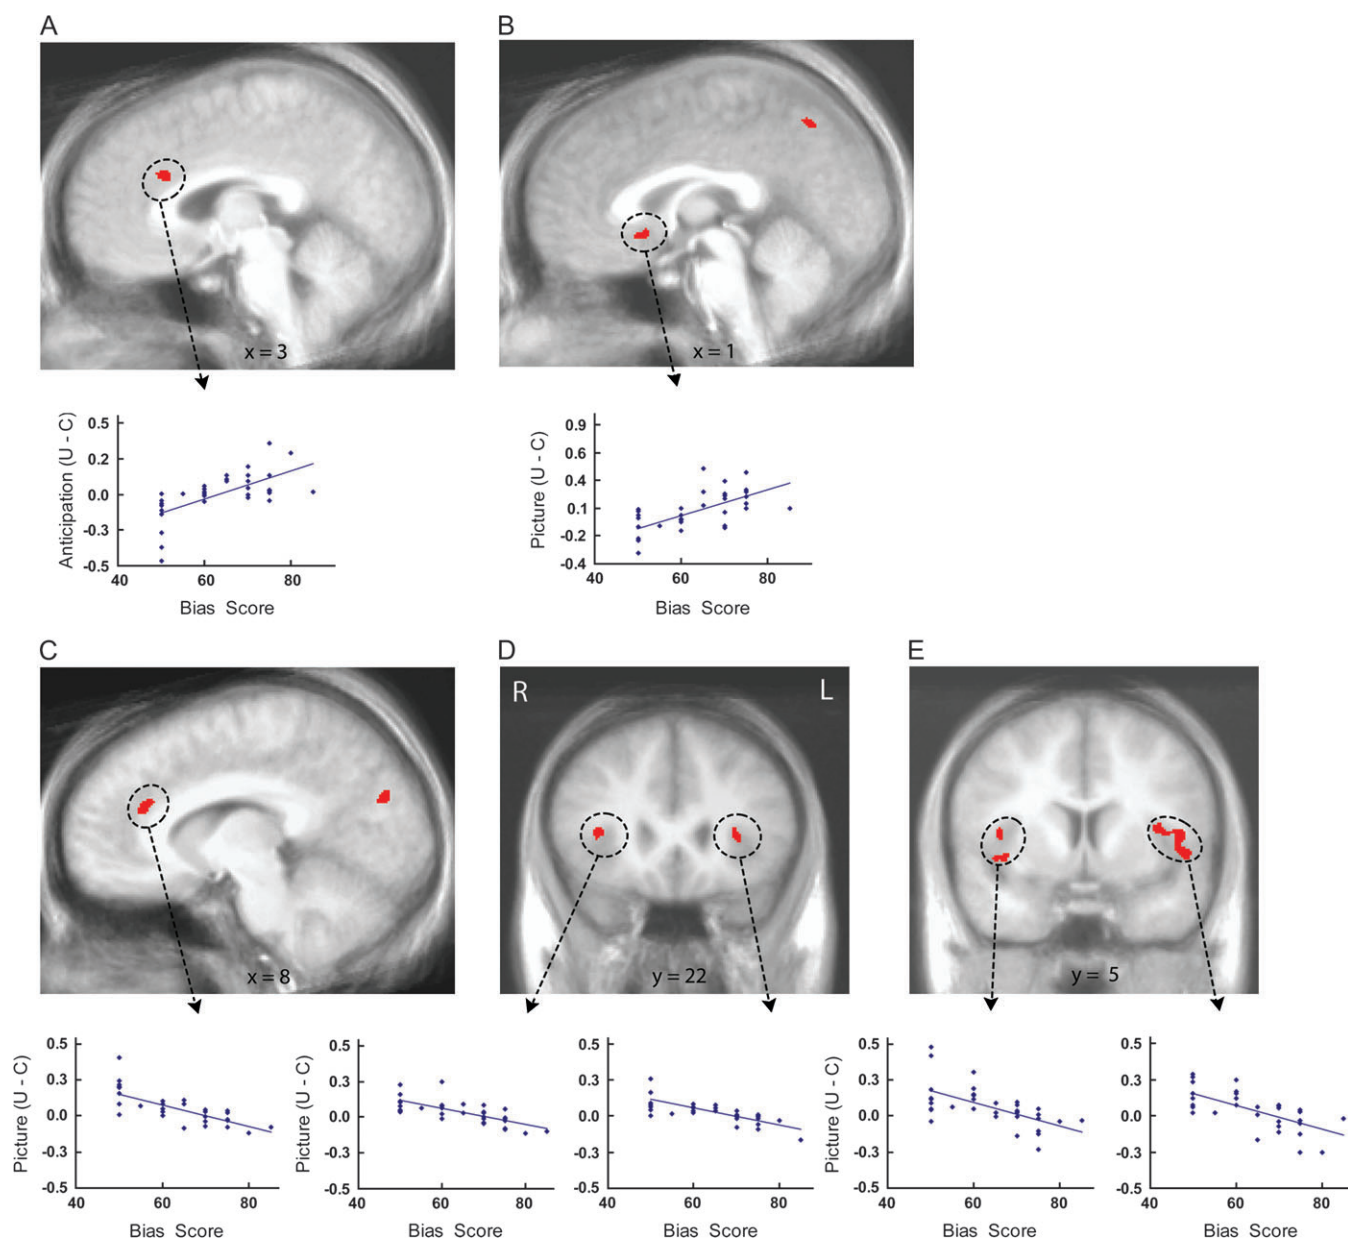 A
B
x = 3
x = 1
Anticipation (U - C)
0.5
0.2
0.0
-0.3
-0.5
40 60 80
Bias Score
Picture (U - C)
0.9
0.6
0.4
0.1
-0.2
-0.4
40 60 80
Bias Score
C
D
E
R L
x = 8
y = 22
y = 5
Picture (U - C)
0.5
0.3
0.0
-0.3
-0.5
40 60 80
Bias Score
Picture (U - C)
0.5
0.3
0.0
-0.3
-0.5
40 60 80
Bias Score
0.5
0.3
0.0
-0.3
-0.5
40 60 80
Bias Score
Picture (U - C)
0.5
0.3
0.0
-0.3
-0.5
40 60 80
Bias Score
0.5
0.3
0.0
-0.3
-0.5
40 60 80
Bias Score